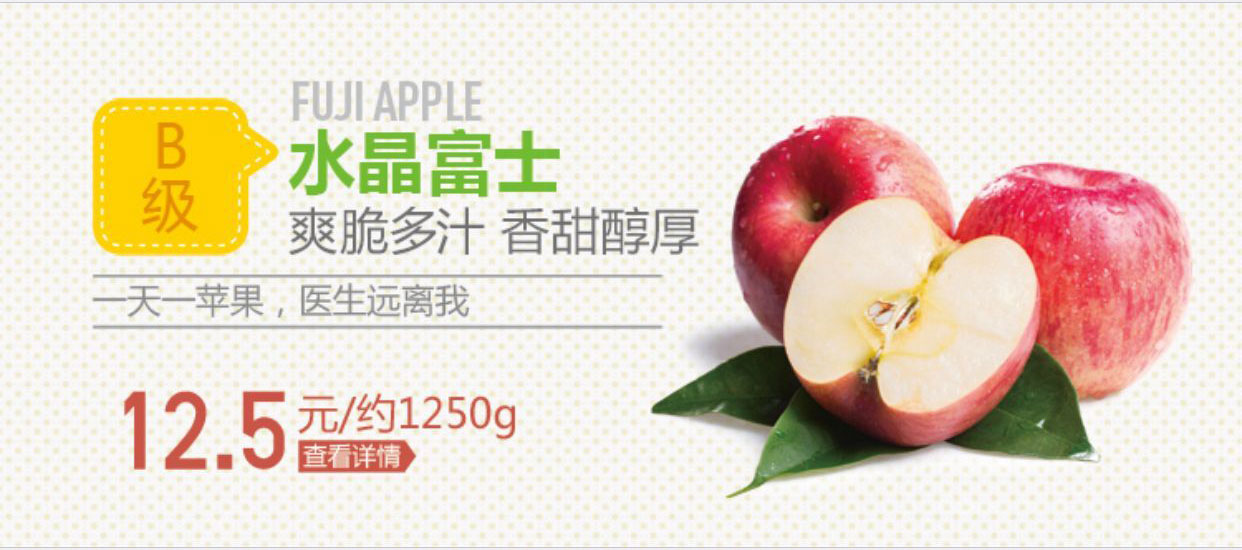 FUJI APPLE
B
级
水晶富士
爽脆多汁 香甜醇厚
一天一苹果，医生远离我
12.5元/约1250g
查看详情